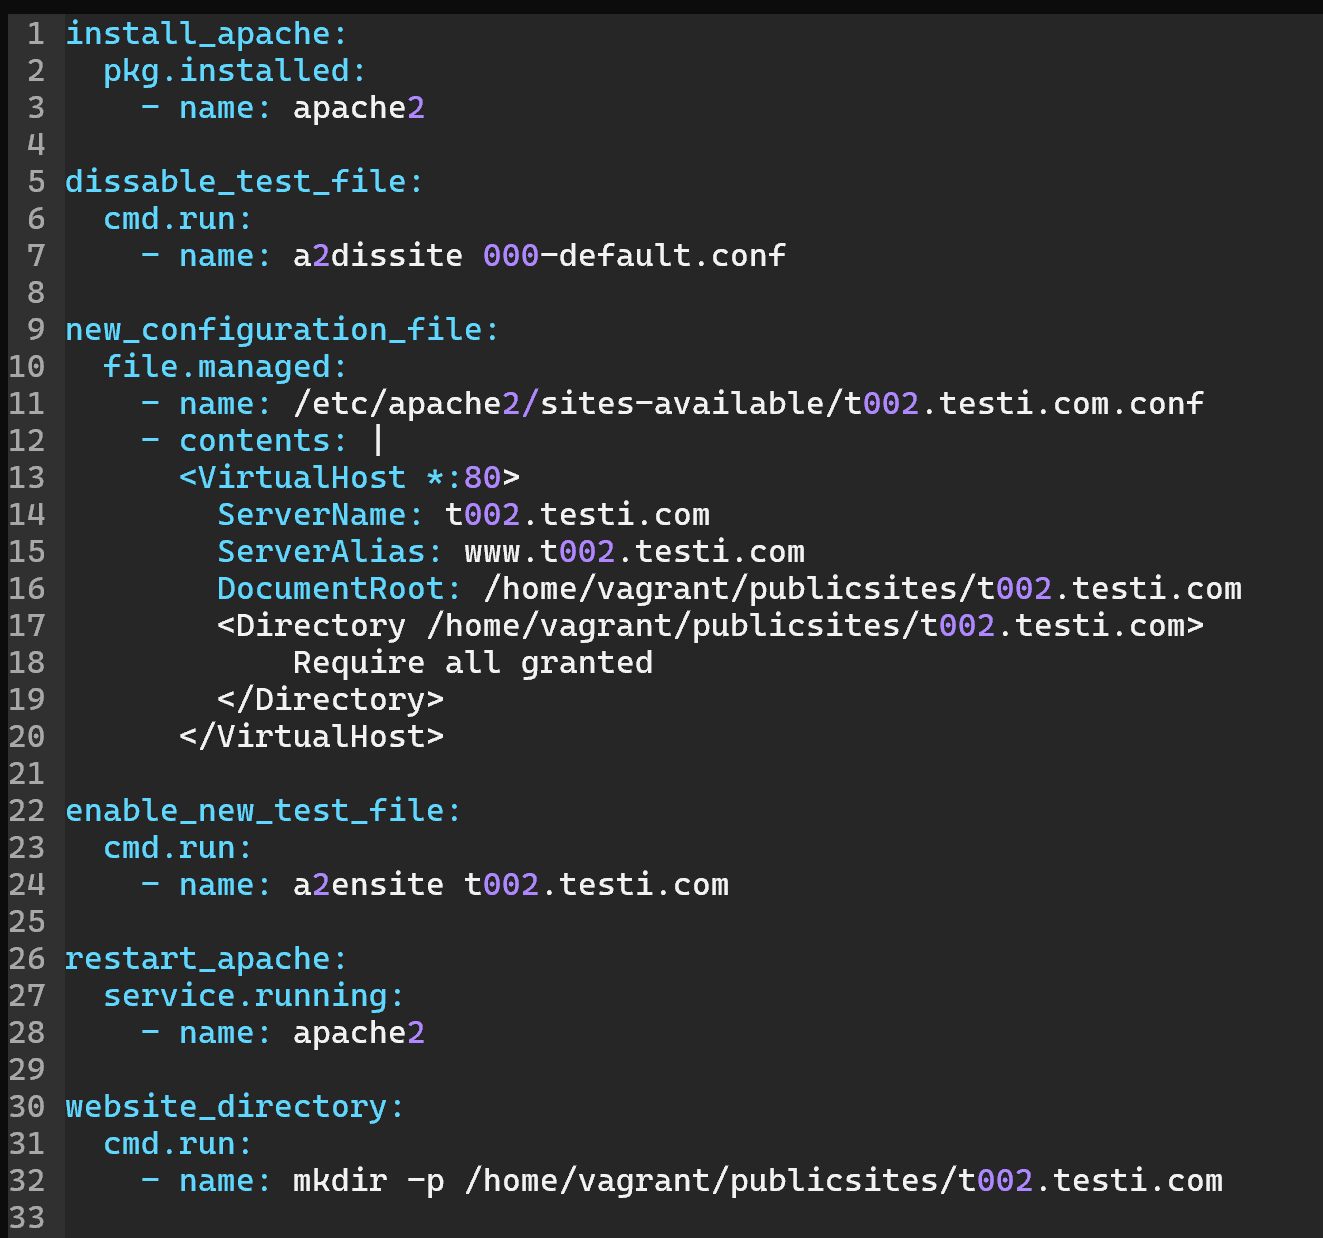 1 install_apache:
2   pkg.installed:
3     - name: apache2
4
5 dissable_test_file:
6   cmd.run:
7     - name: a2dissite 000-default.conf
8
9 new_configuration_file:
10   file.managed:
11     - name: /etc/apache2/sites-available/t002.testi.com.conf
12     - contents: |
13       <VirtualHost *:80>
14         ServerName: t002.testi.com
15         ServerAlias: www.t002.testi.com
16         DocumentRoot: /home/vagrant/publicsites/t002.testi.com
17         <Directory /home/vagrant/publicsites/t002.testi.com>
18             Require all granted
19         </Directory>
20       </VirtualHost>
21
22 enable_new_test_file:
23   cmd.run:
24     - name: a2ensite t002.testi.com
25
26 restart_apache:
27   service.running:
28     - name: apache2
29
30 website_directory:
31   cmd.run:
32     - name: mkdir -p /home/vagrant/publicsites/t002.testi.com
33